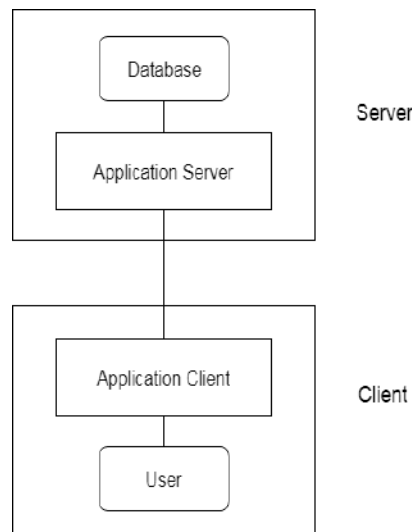 Database
Server
Application Server
Application Client
Client
User